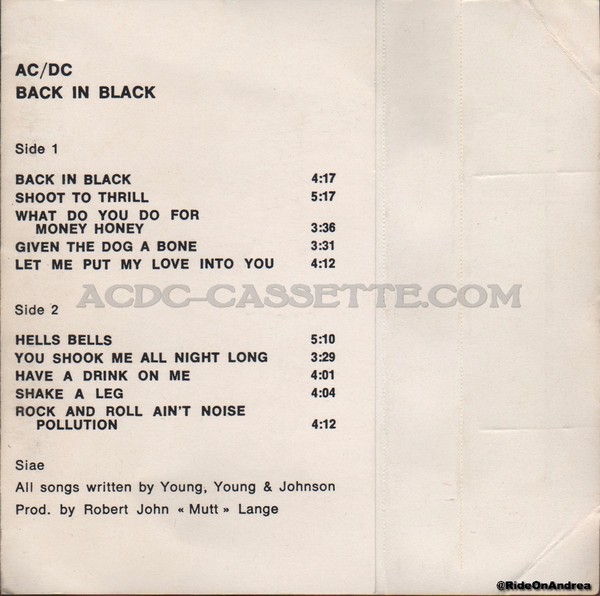 AC/DC
BACK IN BLACK
Side 1
BACK IN BLACK 4:17
SHOOT TO THRILL 5:17
WHAT DO YOU DO FOR
MONEY HONEY 3:36
GIVEN THE DOG A BONE 3:31
LET ME PUT MY LOVE INTO YOU 4:12
ACDC-CASSETTE.COM
Side 2
HELLS BELLS 5:10
YOU SHOOK ME ALL NIGHT LONG 3:29
HAVE A DRINK ON ME 4:01
SHAKE A LEG 4:04
ROCK AND ROLL AIN'T NOISE
POLLUTION 4:12
Siae
All songs written by Young, Young & Johnson
Prod. by Robert John « Mutt » Lange
@RideOnAndrea